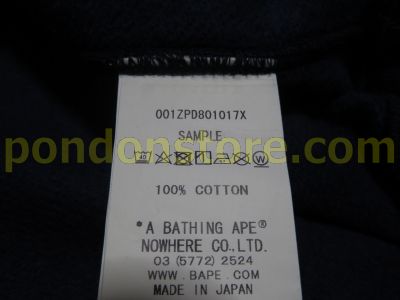 001ZPD801017X
SAMPLE
40 W
pondonstore.com
100% COTTON
*A BATHING APE®
NOWHERE CO.,LTD.
03 (5772) 2524
WWW.BAPE.COM
MADE IN JAPAN